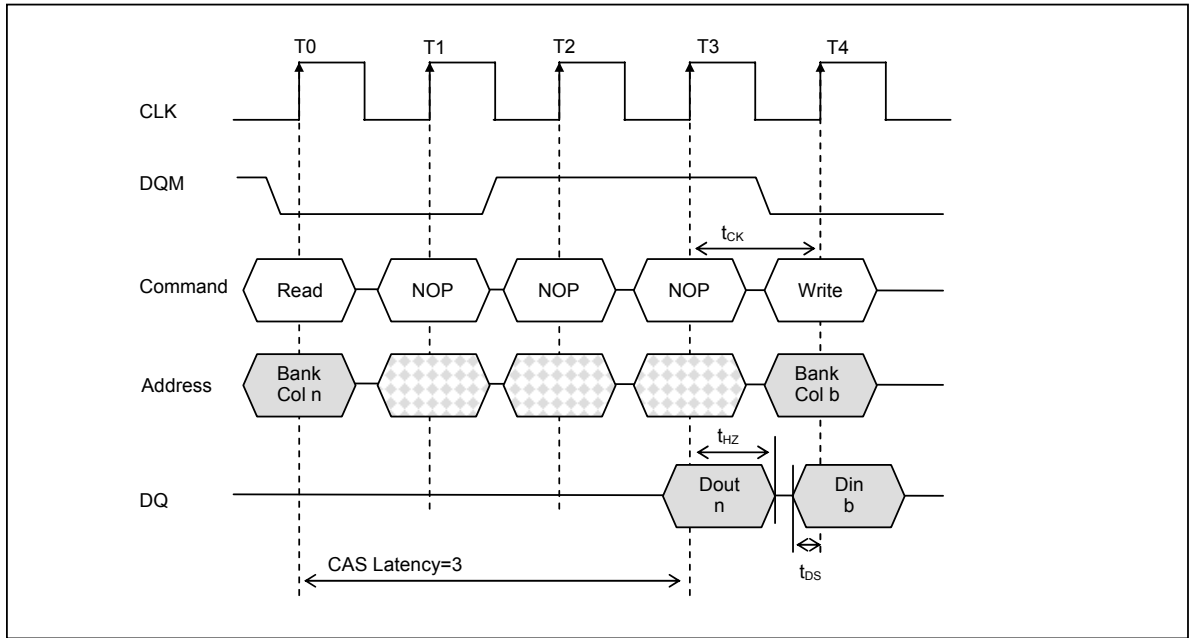 T0 T1 T2 T3 T4
CLK
DQM
tCK
Command Read NOP NOP NOP Write
Address Bank Col n Bank Col b
tHZ
DQ Dout n Din b
CAS Latency=3
tDS